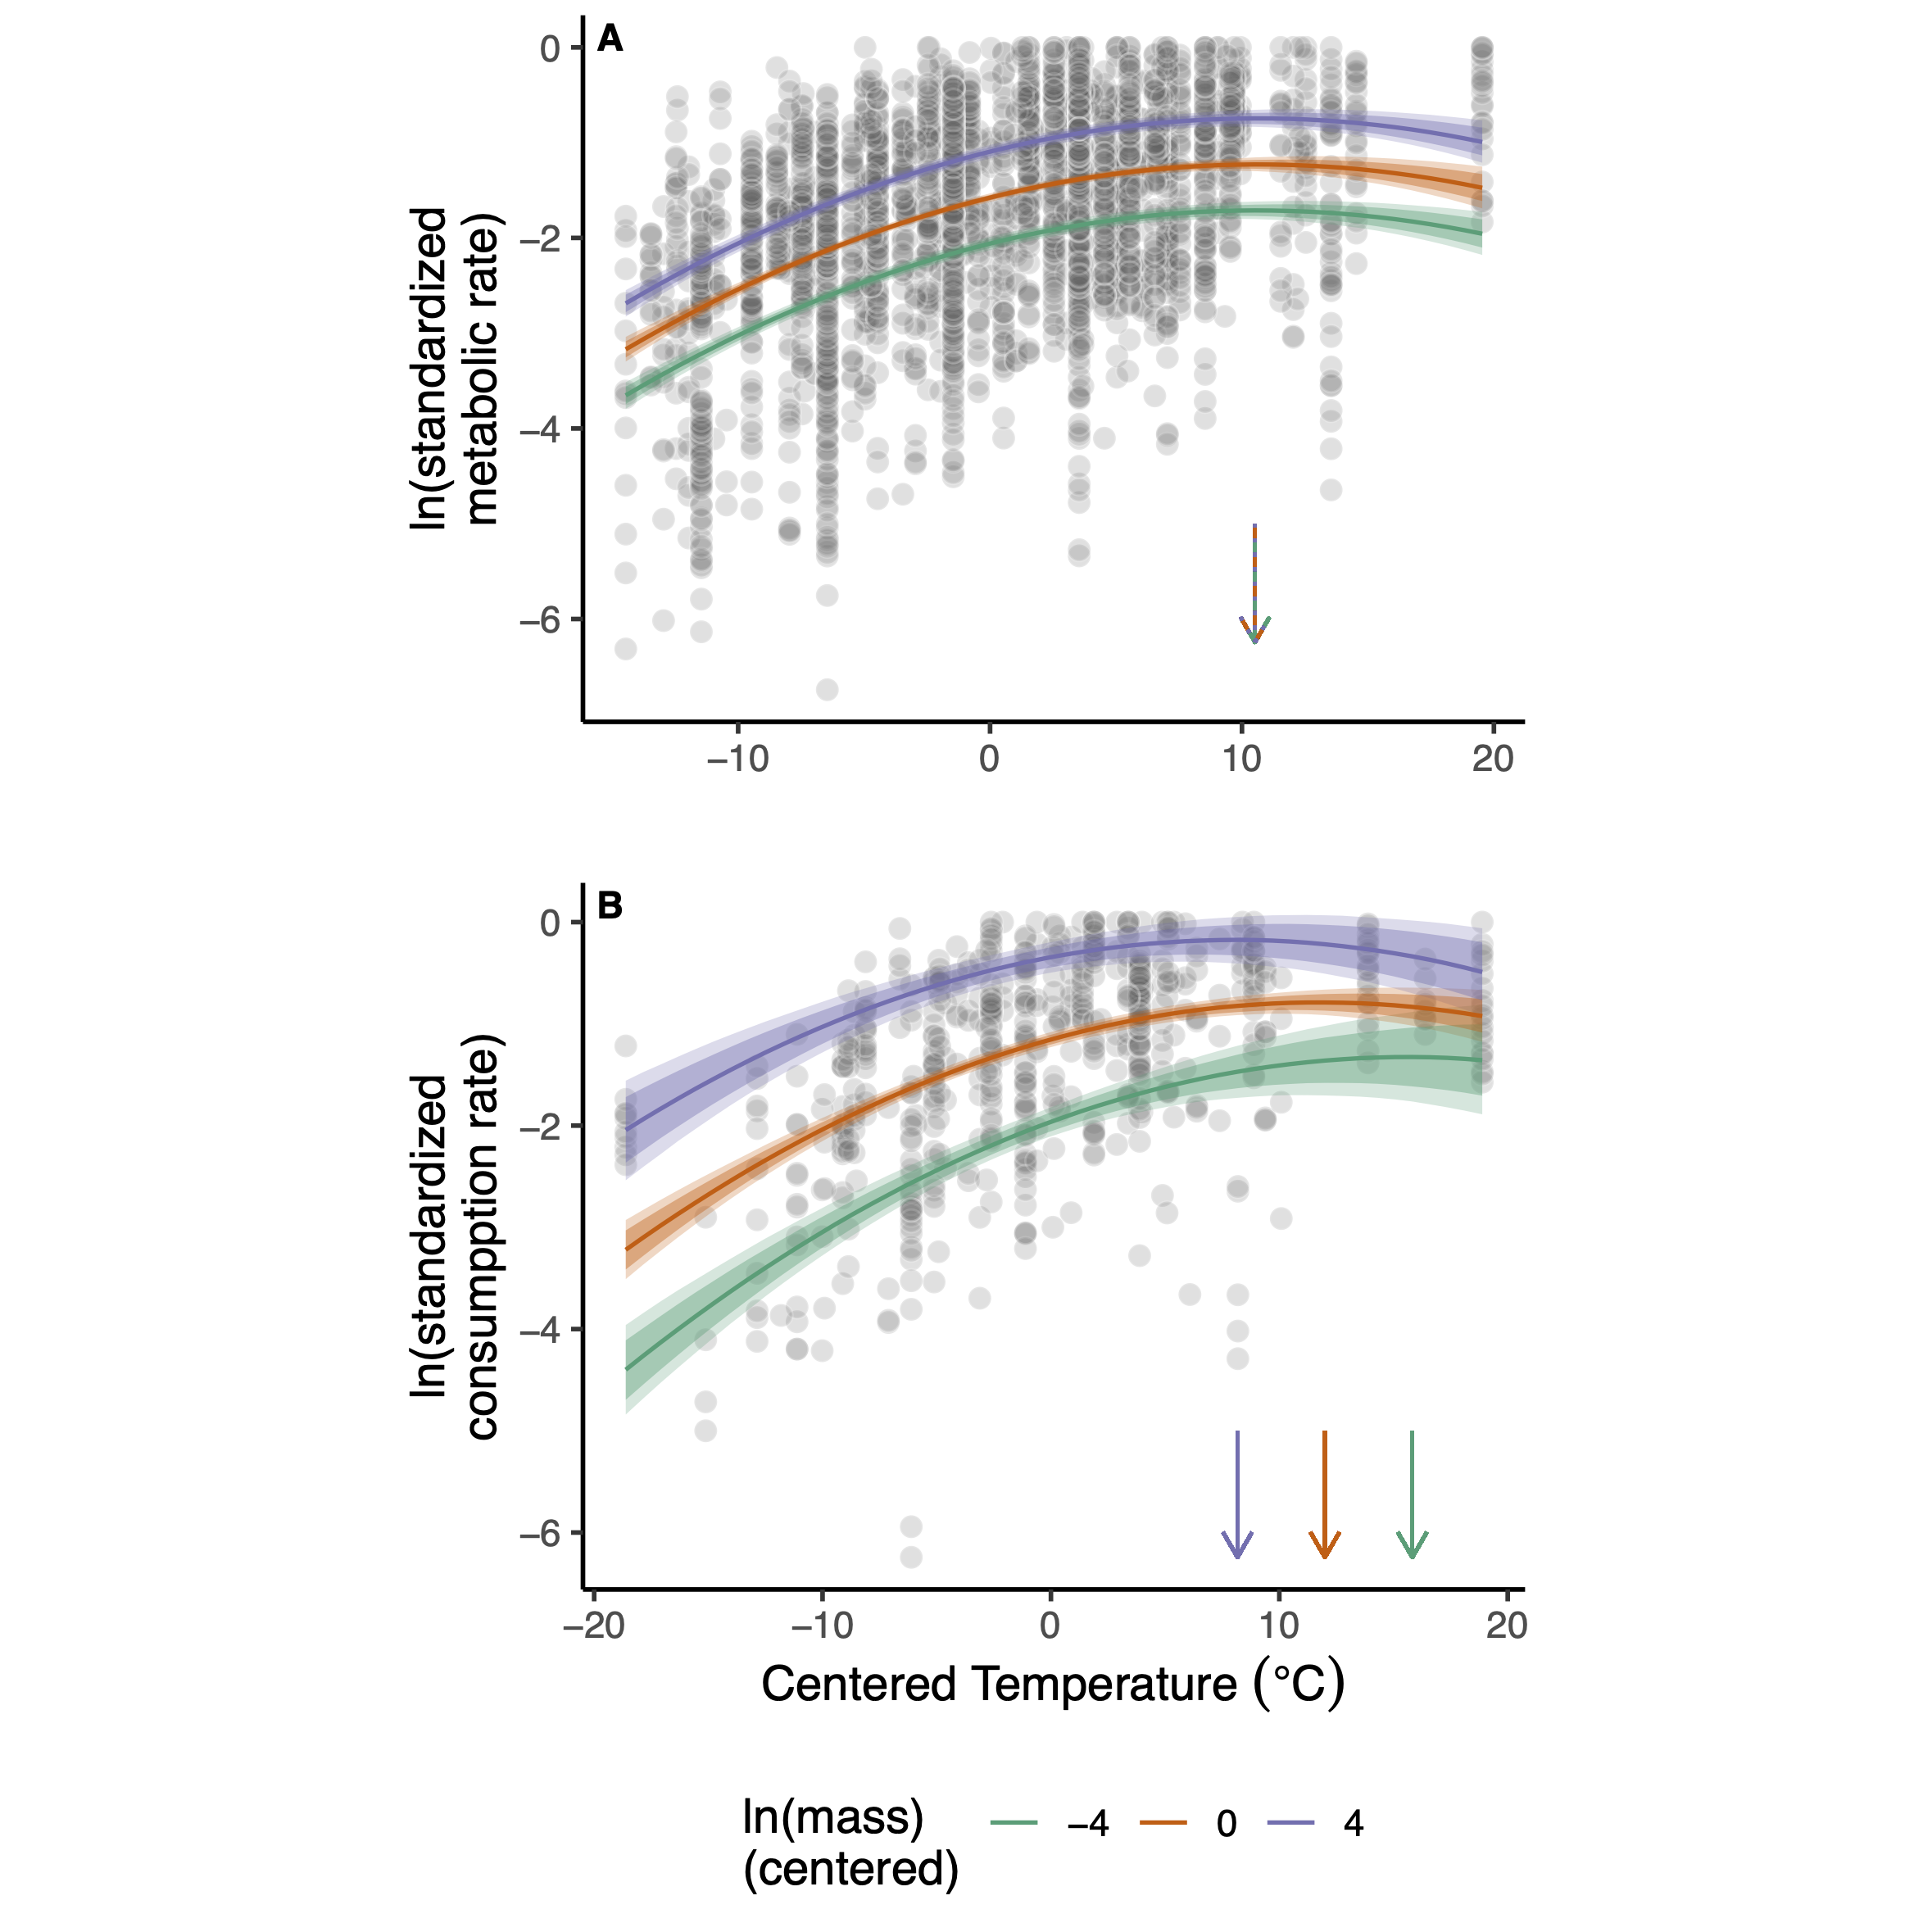 A
0
−2
−4
−6
ln(standardized
metabolic rate)
−10 0 10 20
B
0
−2
−4
−6
ln(standardized
consumption rate)
−20 −10 0 10 20
Centered Temperature (°C)
ln(mass)
(centered)
−4 0 4